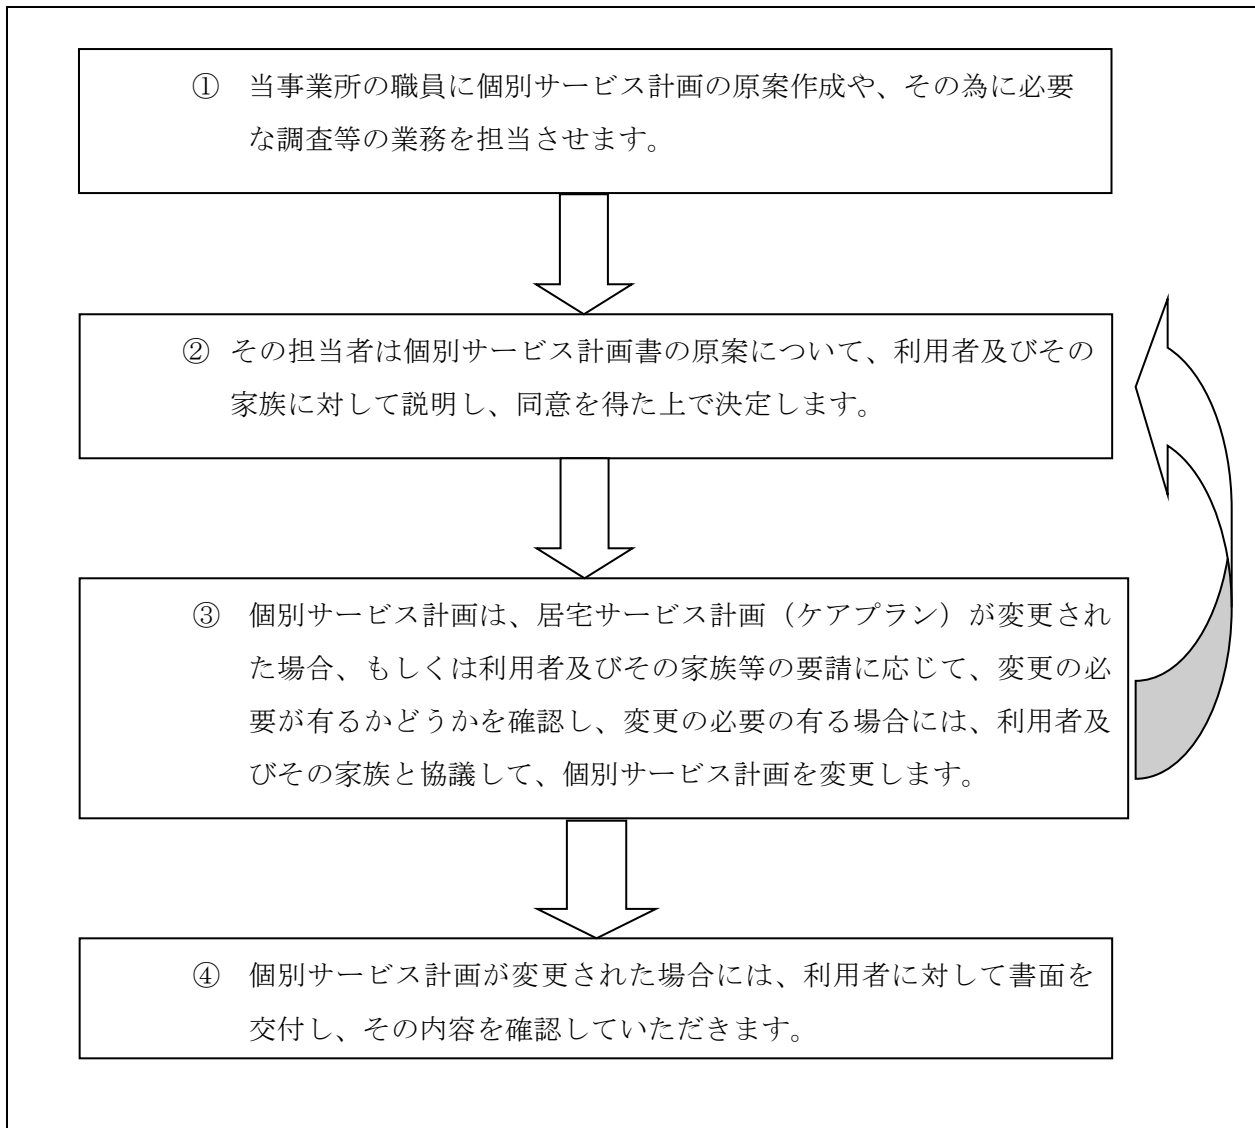 ① 当事業所の職員に個別サービス計画の原案作成や、その為に必要
な調査等の業務を担当させます。
② その担当者は個別サービス計画書の原案について、利用者及びその
家族に対して説明し、同意を得た上で決定します。
③ 個別サービス計画は、居宅サービス計画（ケアプラン）が変更され
た場合、もしくは利用者及びその家族等の要請に応じて、変更の必
要が有るかどうかを確認し、変更の必要の有る場合には、利用者及
びその家族と協議して、個別サービス計画を変更します。
④ 個別サービス計画が変更された場合には、利用者に対して書面を
交付し、その内容を確認していただきます。